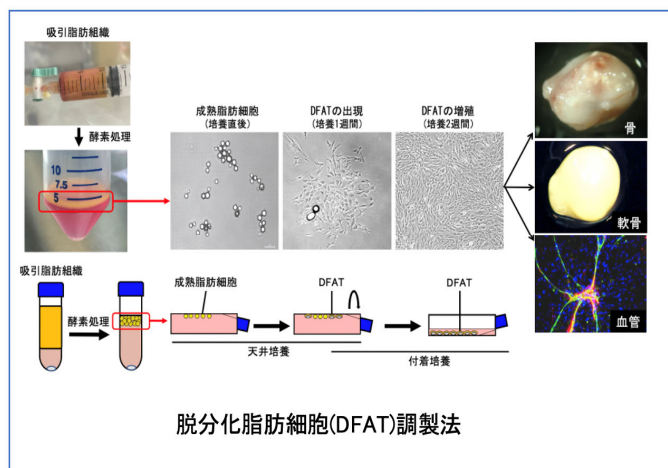 吸引脂肪組織
酵素処理
10
7.5
5
成熟脂肪細胞
(培養直後)
DFATの出現
(培養1週間)
DFATの増殖
(培養2週間)
骨
軟骨
血管
吸引脂肪組織
酵素処理
成熟脂肪細胞
DFAT
DFAT
天井培養
付着培養
脱分化脂肪細胞(DFAT)調製法